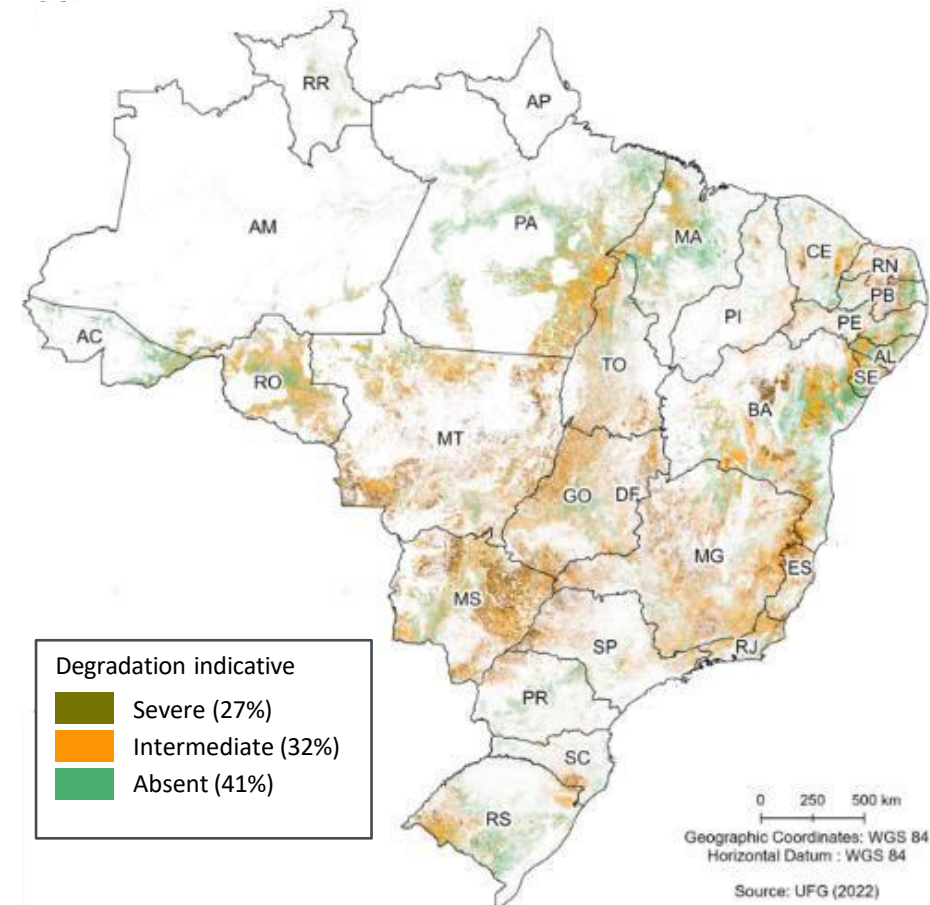 RR
AP
AM
PA
MA
CE
RN
PB
PI
PE
AC
AL
TO
SE
RO
BA
MT
GO
DF
MG
ES
MS
SP
RJ
PR
SC
RS
Degradation indicative
Severe (27%)
Intermediate (32%)
Absent (41%)
0 250 500 km
Geographic Coordinates: WGS 84
Horizontal Datum : WGS 84
Source: UFG (2022)